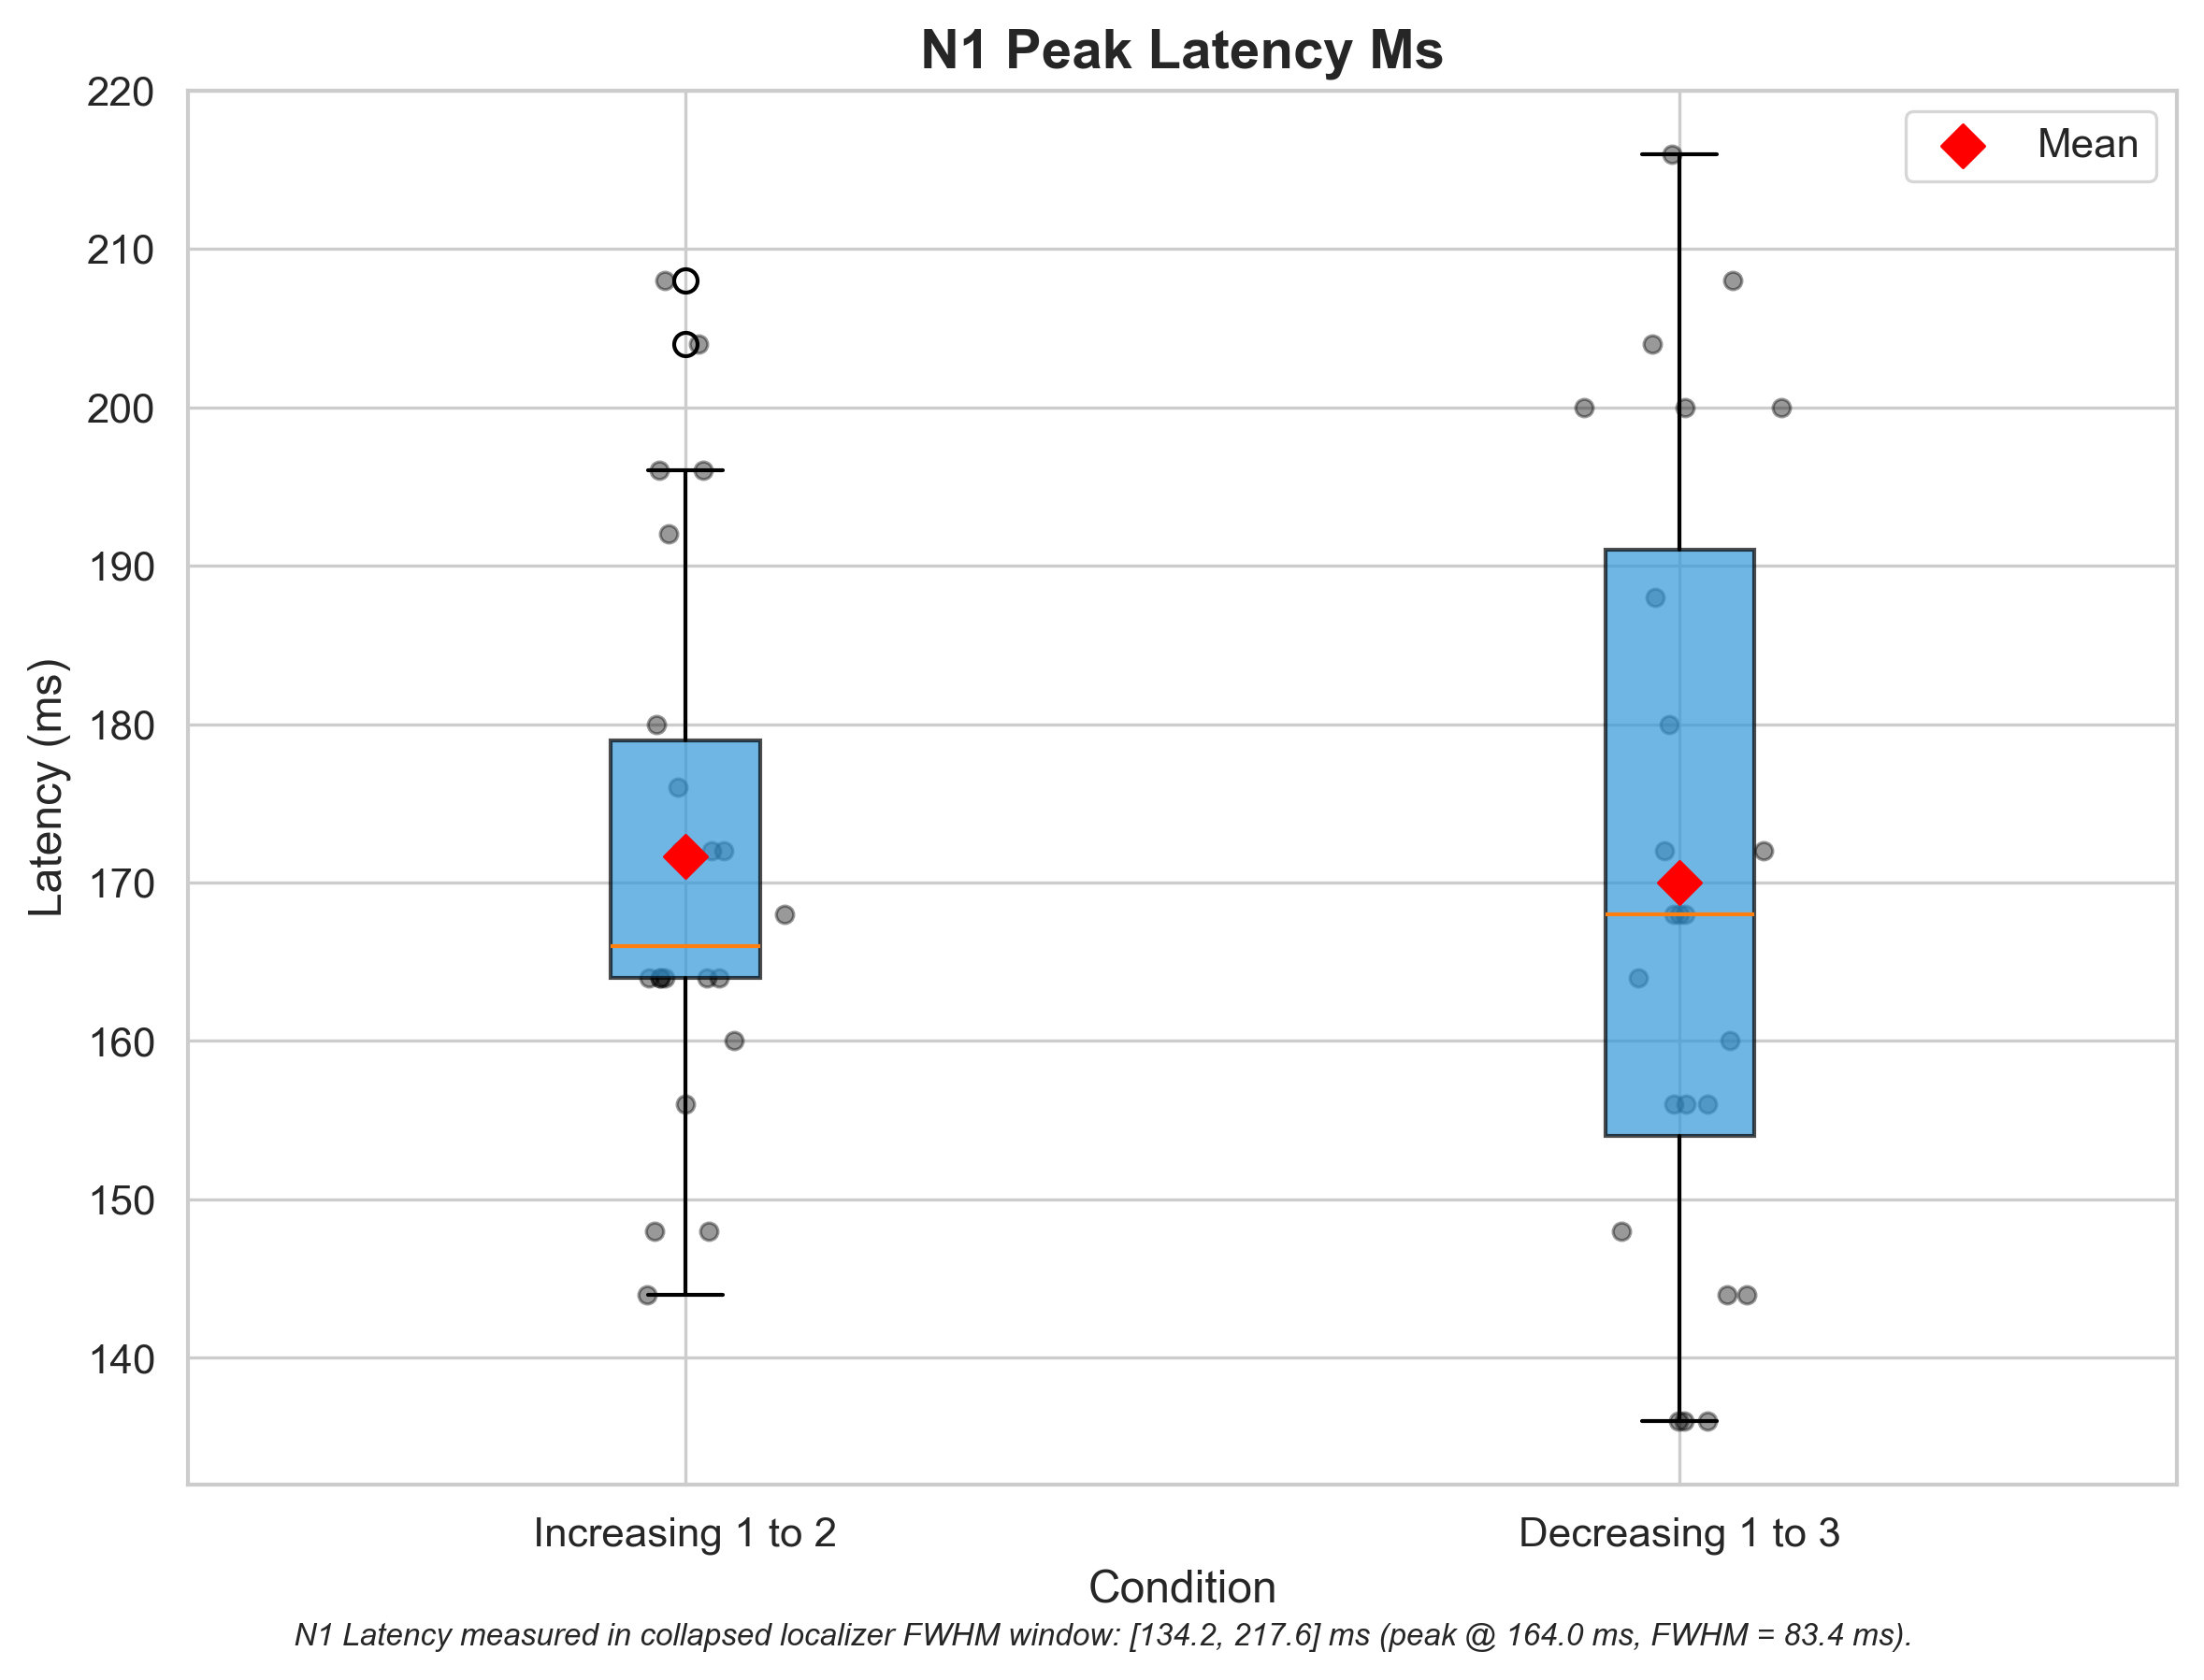 N1 Peak Latency Ms
220
210
200
190
180
170
160
150
140
Latency (ms)
Mean
Increasing 1 to 2
Decreasing 1 to 3
Condition
N1 Latency measured in collapsed localizer FWHM window: [134.2, 217.6] ms (peak @ 164.0 ms, FWHM = 83.4 ms).